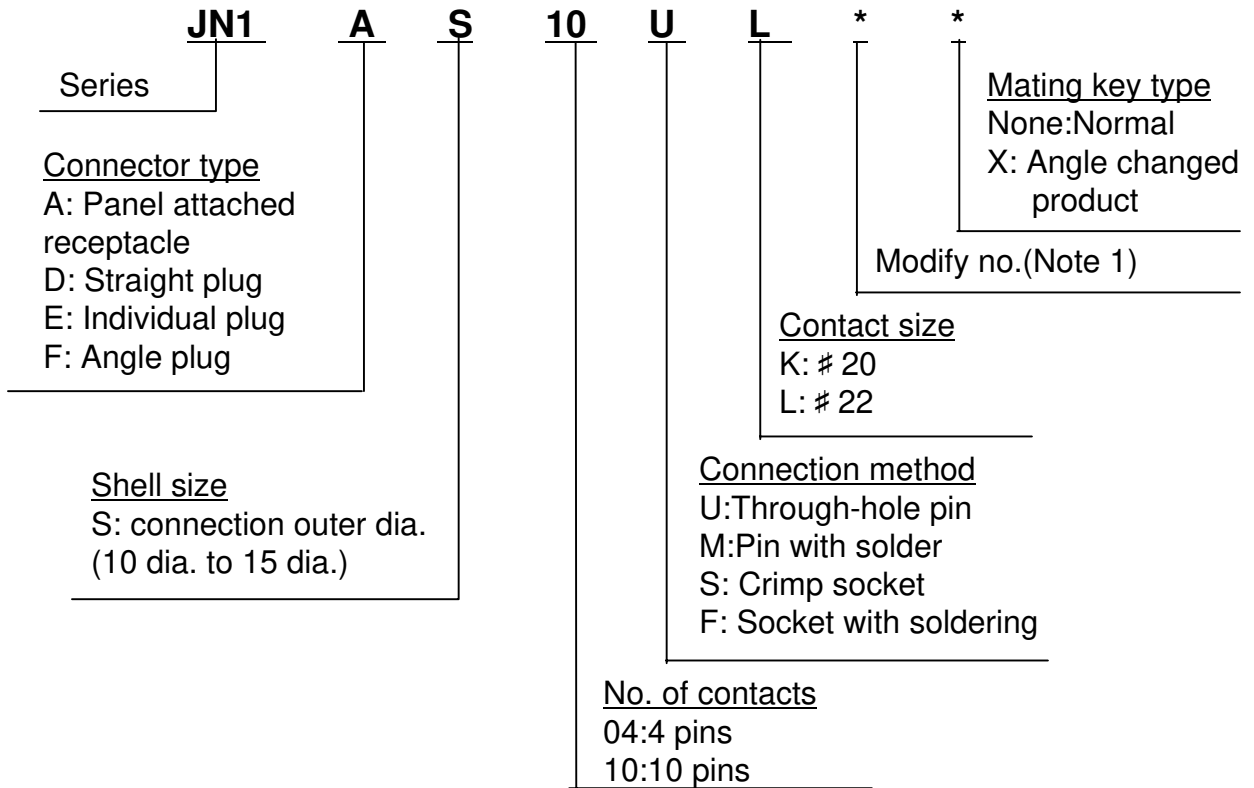 JN1 A S 10 U L * *
Series
Mating key type
None:Normal
X: Angle changed
product
Connector type
A: Panel attached
receptacle
D: Straight plug
E: Individual plug
F: Angle plug
Modify no.(Note 1)
Contact size
K: ♯ 20
L: ♯ 22
Shell size
S: connection outer dia.
(10 dia. to 15 dia.)
Connection method
U:Through-hole pin
M:Pin with solder
S: Crimp socket
F: Socket with soldering
No. of contacts
04:4 pins
10:10 pins